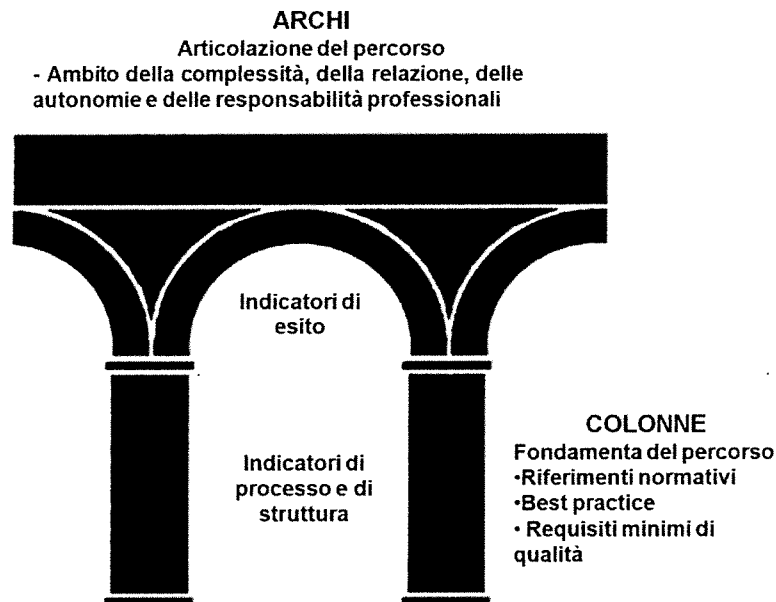 ARCHI
Articolazione del percorso
- Ambito della complessità, della relazione, delle
autonomie e delle responsabilità professionali
Indicatori di
esito
Indicatori di
processo e di
struttura
COLONNE
Fondamenta del percorso
•Riferimenti normativi
•Best practice
• Requisiti minimi di
qualità